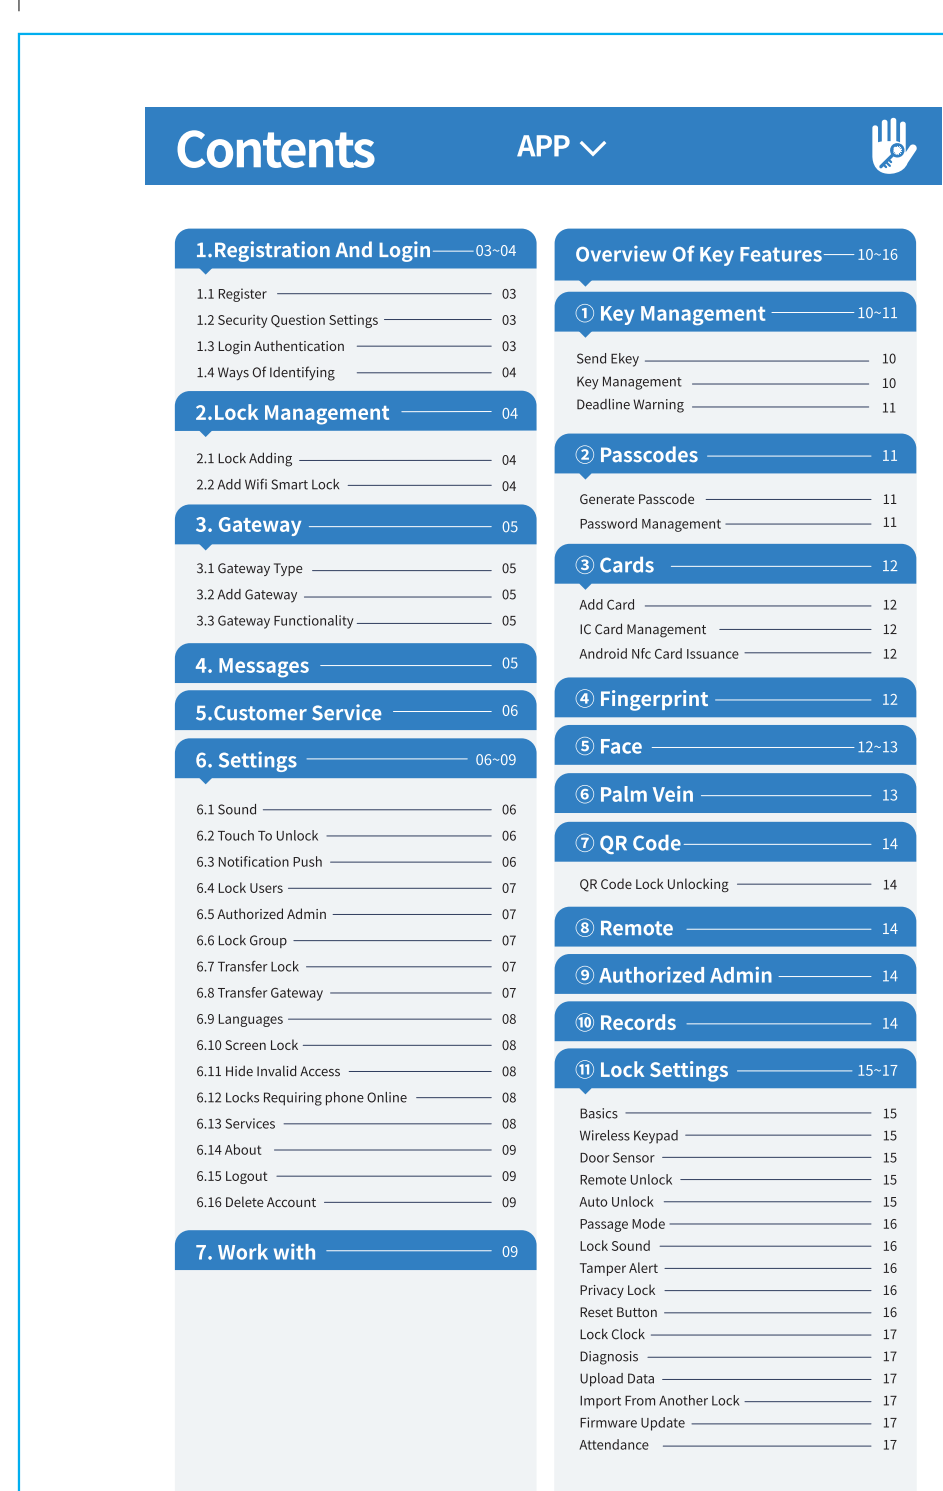 Contents
APP
1.Registration And Login 03~04
1.1 Register 03
1.2 Security Question Settings 03
1.3 Login Authentication 03
1.4 Ways Of Identifying 04
2.Lock Management 04
2.1 Lock Adding 04
2.2 Add Wifi Smart Lock 04
3. Gateway 05
3.1 Gateway Type 05
3.2 Add Gateway 05
3.3 Gateway Functionality 05
4. Messages 05
5.Customer Service 06
6. Settings 06~09
6.1 Sound 06
6.2 Touch To Unlock 06
6.3 Notification Push 06
6.4 Lock Users 07
6.5 Authorized Admin 07
6.6 Lock Group 07
6.7 Transfer Lock 07
6.8 Transfer Gateway 07
6.9 Languages 08
6.10 Screen Lock 08
6.11 Hide Invalid Access 08
6.12 Locks Requiring phone Online 08
6.13 Services 08
6.14 About 09
6.15 Logout 09
6.16 Delete Account 09
7. Work with 09
Overview Of Key Features 10~16
① Key Management 10~11
Send Ekey 10
Key Management 10
Deadline Warning 11
② Passcodes 11
Generate Passcode 11
Password Management 11
③ Cards 12
Add Card 12
IC Card Management 12
Android Nfc Card Issuance 12
④ Fingerprint 12
⑤ Face 12~13
⑥ Palm Vein 13
⑦ QR Code 14
QR Code Lock Unlocking 14
⑧ Remote 14
⑨ Authorized Admin 14
⑩ Records 14
⑪ Lock Settings 15~17
Basics 15
Wireless Keypad 15
Door Sensor 15
Remote Unlock 15
Auto Unlock 15
Passage Mode 16
Lock Sound 16
Tamper Alert 16
Privacy Lock 16
Reset Button 16
Lock Clock 17
Diagnosis 17
Upload Data 17
Import From Another Lock 17
Firmware Update 17
Attendance 17